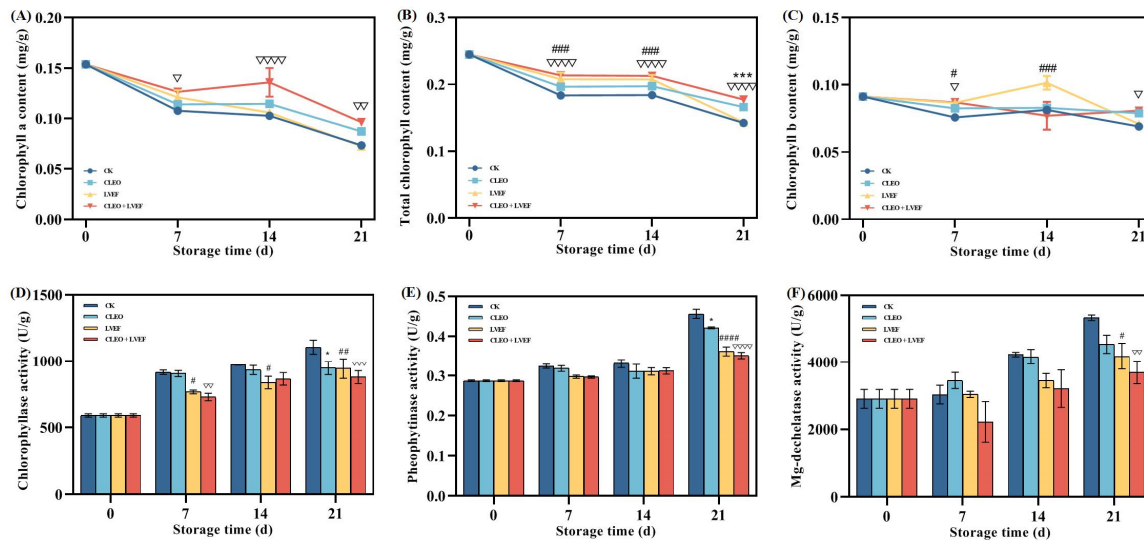 (A)
Chlorophyll a content (mg/g)
0.20
0.15
0.10
0.05
0.00
▽
▽▽▽▽
▽▽
CK
CLEO
LVEF
CLEO + LVEF
0 7 14 21
Storage time (d)
(B)
Total chlorophyll content (mg/g)
0.3
0.2
0.1
0.0
###
▽▽▽▽
###
▽▽▽▽
***
▽▽▽▽
CK
CLEO
LVEF
CLEO + LVEF
0 7 14 21
Storage time (d)
(C)
Chlorophyll b content (mg/g)
0.15
0.10
0.05
0.00
#
▽
###
▽
CK
CLEO
LVEF
CLEO + LVEF
0 7 14 21
Storage time (d)
(D)
Chlorophyllase activity (U/g)
1500
1000
500
0
CK
CLEO
LVEF
CLEO + LVEF
#
▽▽
#
*
##
▽▽▽
0 7 14 21
Storage time (d)
(E)
Pheophytinase activity (U/g)
0.5
0.4
0.3
0.2
0.1
0.0
CK
CLEO
LVEF
CLEO + LVEF
*
####
▽▽▽▽
0 7 14 21
Storage time (d)
(F)
Mg-dechelatase activity (U/g)
6000
4000
2000
0
CK
CLEO
LVEF
CLEO + LVEF
#
▽▽
0 7 14 21
Storage time (d)